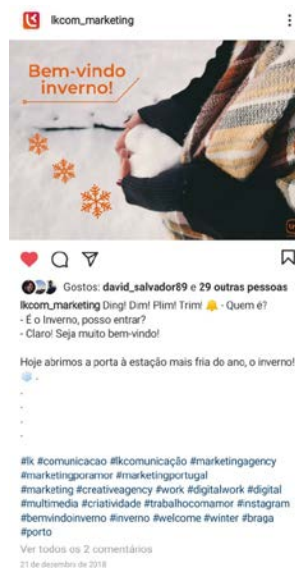 lkcom_marketing
Bem-vindo
inverno!
Gostos: david_salvador89 e 29 outras pessoas
lkcom_marketing Ding! Dim! Plim! Trim! 🔔 - Quem é?
- É o Inverno, posso entrar?
- Claro! Seja muito bem-vindo!
Hoje abrimos a porta à estação mais fria do ano, o inverno!
❄️ .
.
.
.
.
#lk #comunicacao #lkcomunicação #marketingagency
#marketingporamor #marketingportugal
#marketing #creativeagency #work #digitalwork #digital
#multimedia #criatividade #trabalhocomamor #instagram
#bemvindoinverno #inverno #welcome #winter #braga
#porto
Ver todos os 2 comentários
21 de dezembro de 2018